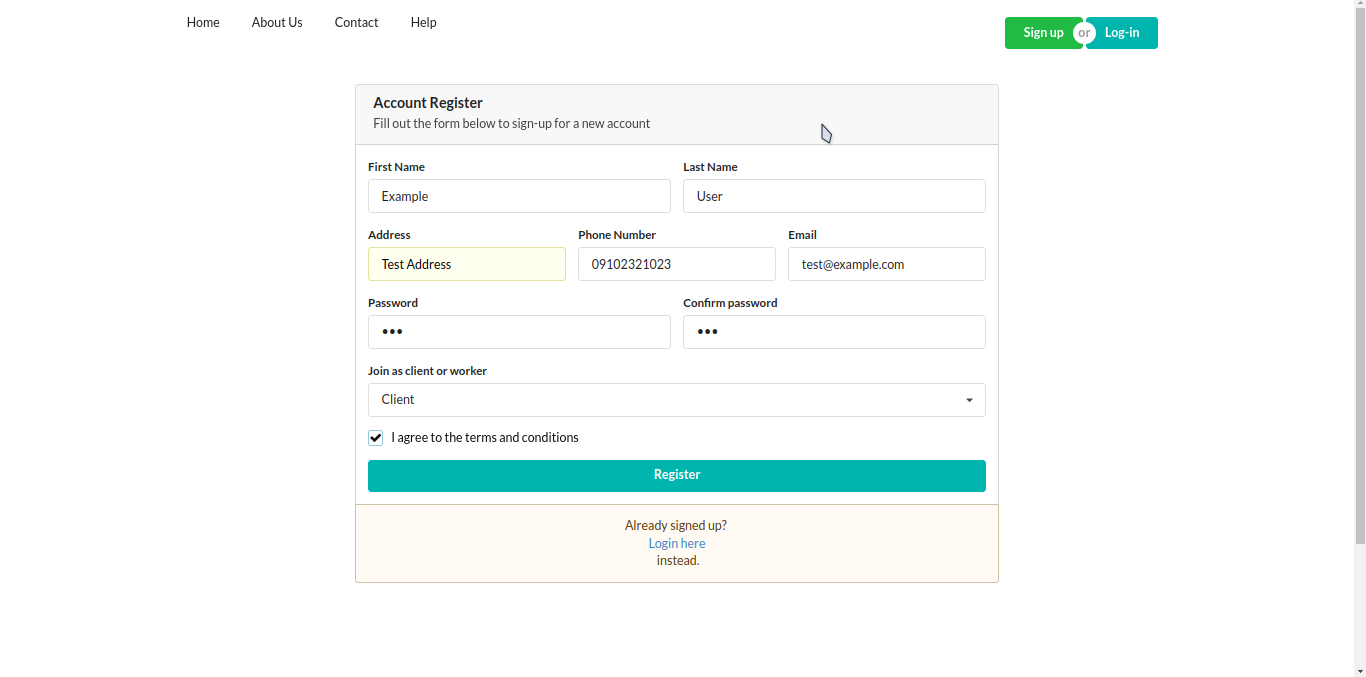 Home About Us Contact Help
Sign up or Log-in
Account Register
Fill out the form below to sign-up for a new account
First Name Last Name
Example User
Address Phone Number Email
Test Address 09102321023 test@example.com
Password Confirm password
••• •••
Join as client or worker
Client
I agree to the terms and conditions
Register
Already signed up?
Login here
instead.